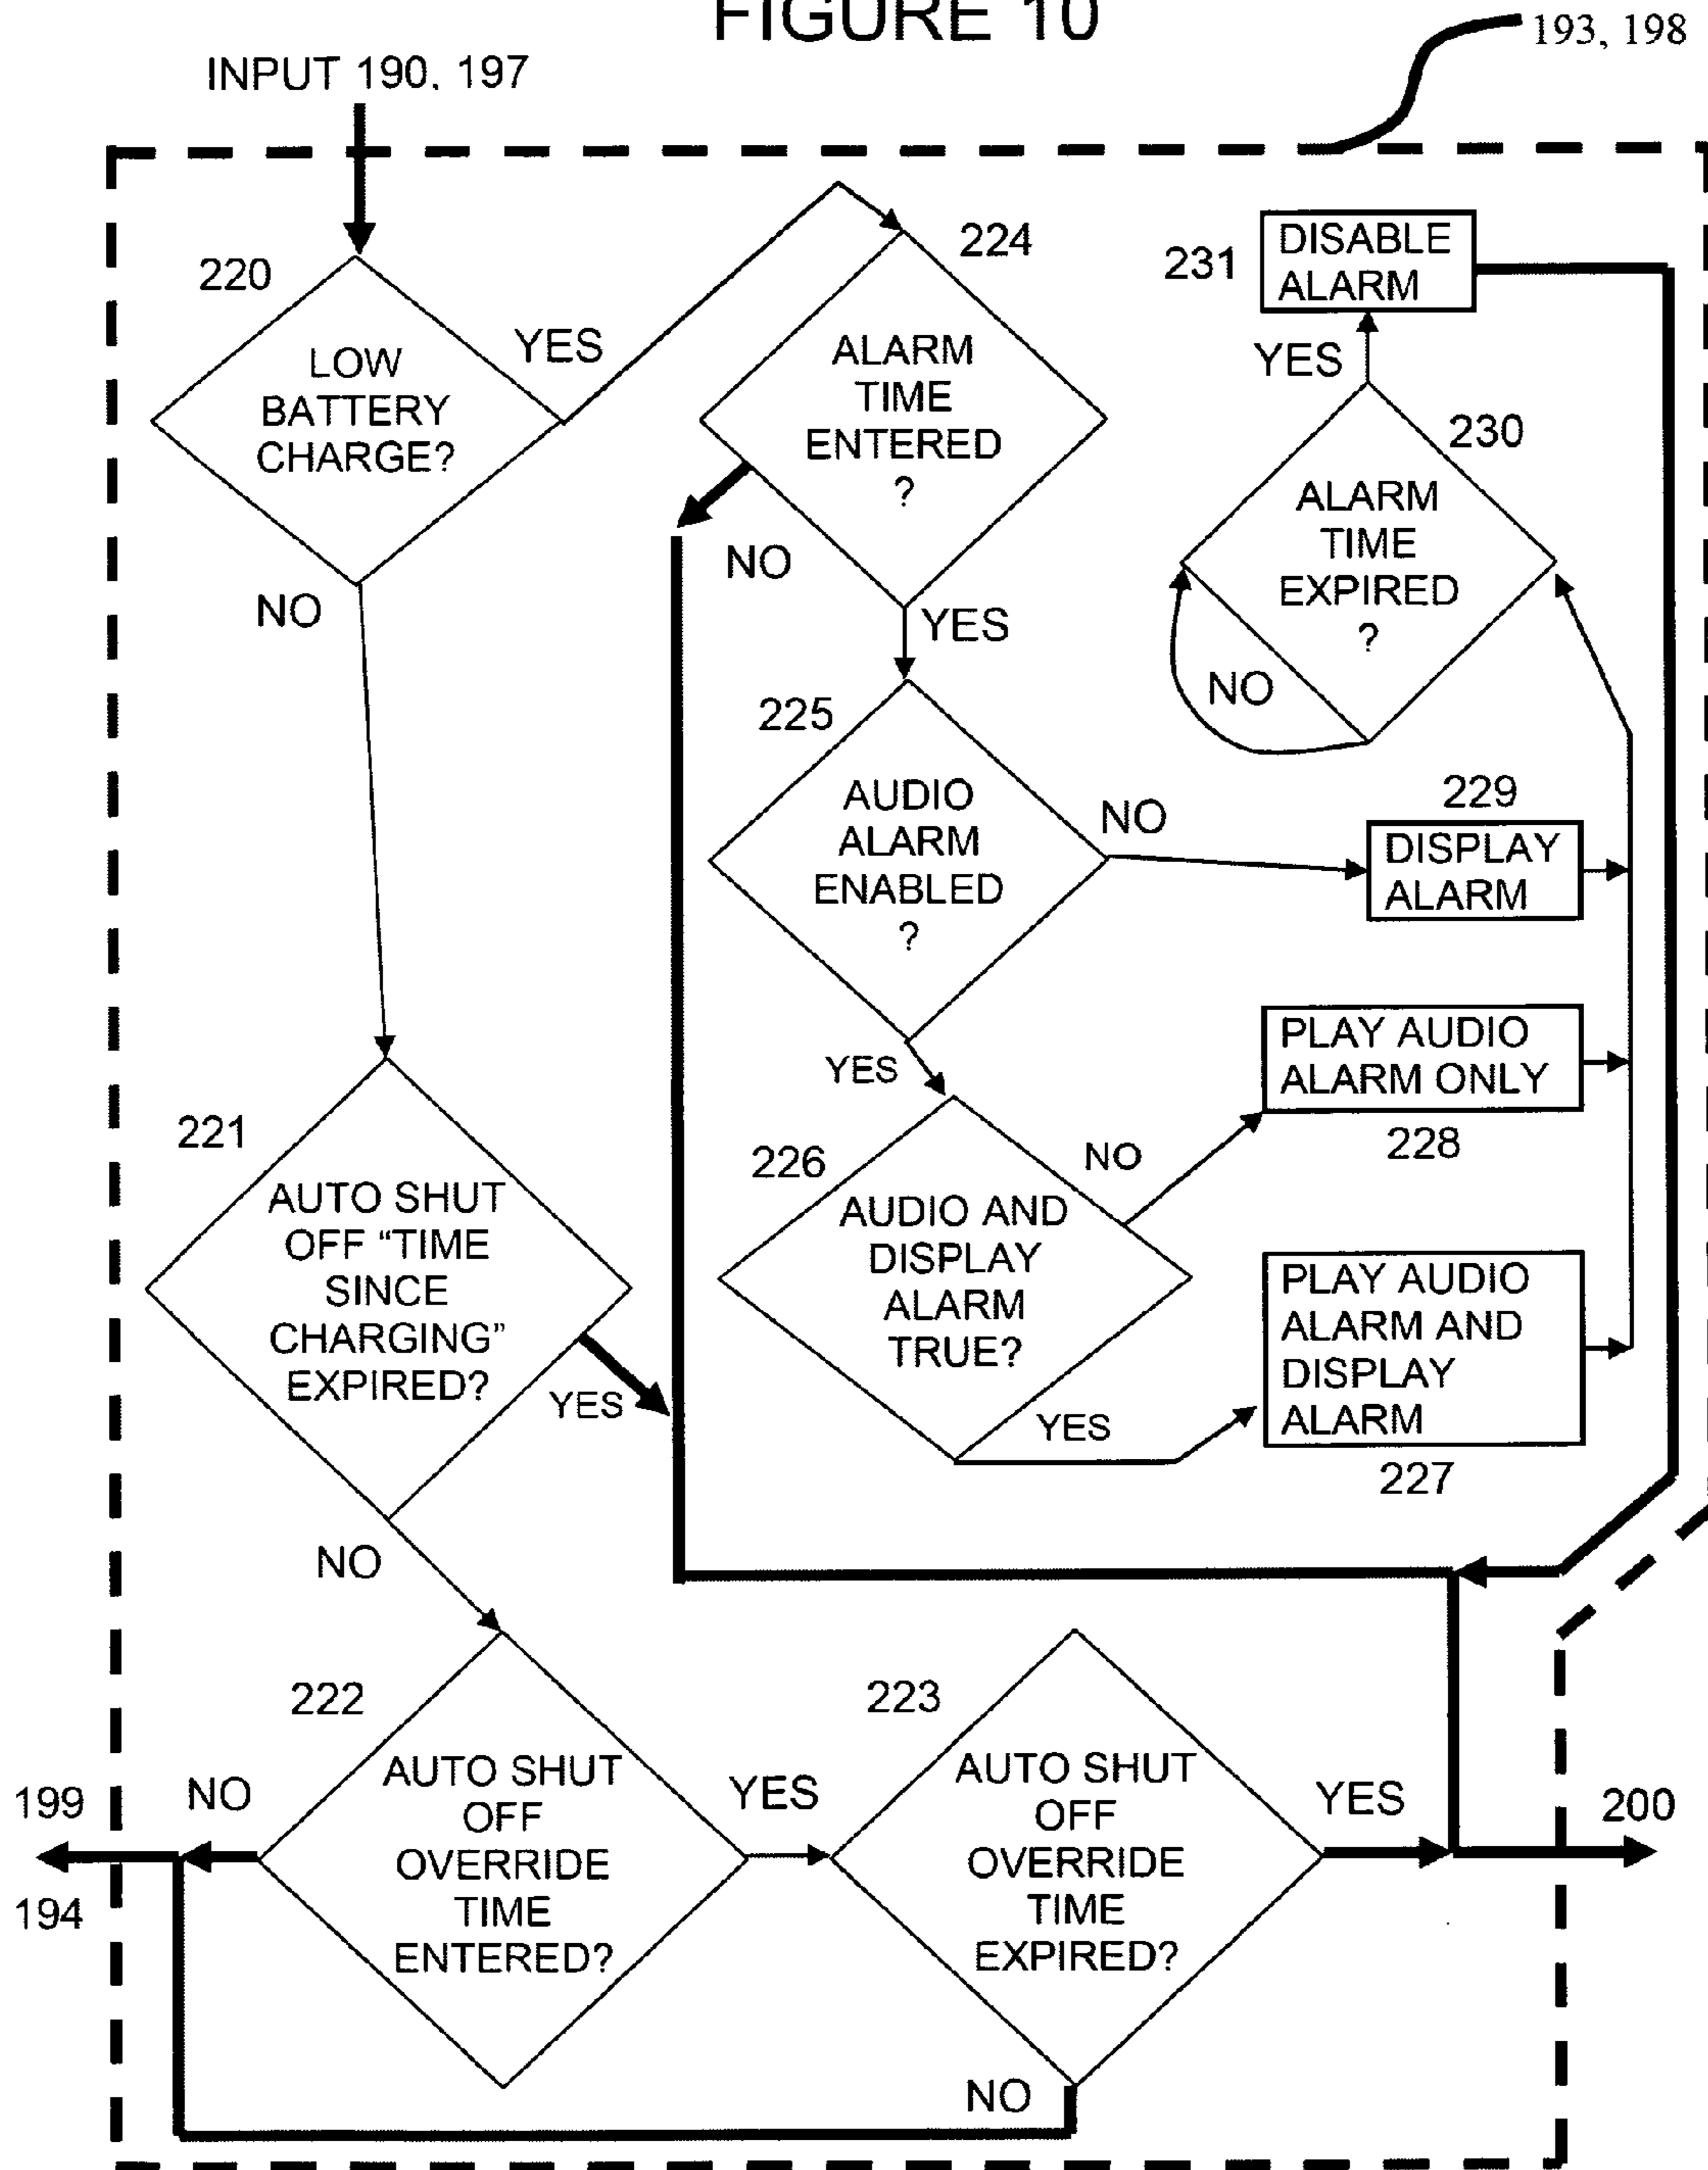 FIGURE 10
193, 198
INPUT 190, 197
220
LOW
BATTERY
CHARGE?
YES
NO
224
ALARM
TIME
ENTERED
?
NO
YES
231
DISABLE
ALARM
YES
230
ALARM
TIME
EXPIRED
?
NO
225
AUDIO
ALARM
ENABLED
?
NO
YES
229
DISPLAY
ALARM
PLAY AUDIO
ALARM ONLY
228
221
AUTO SHUT
OFF “TIME
SINCE
CHARGING”
EXPIRED?
YES
NO
226
AUDIO AND
DISPLAY
ALARM
TRUE?
NO
YES
PLAY AUDIO
ALARM AND
DISPLAY
ALARM
227
222
AUTO SHUT
OFF
OVERRIDE
TIME
ENTERED?
NO
199
194
YES
223
AUTO SHUT
OFF
OVERRIDE
TIME
EXPIRED?
YES
200
NO